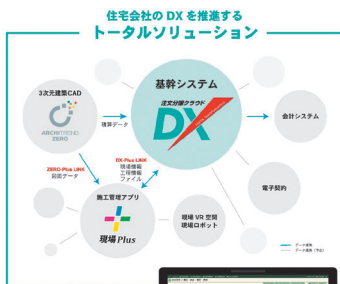 住宅会社の DX を推進する
トータルソリューション
基幹システム
注文分譲クラウド
DX
3次元建築CAD
ARCHITREND
ZERO
積算データ
会計システム
ZERO-Plus LINK
図面データ
DX-Plus LINK
現場情報
工程情報
ファイル
電子契約
施工管理アプリ
現場Plus
現場 VR 空間
現場ロボット
データ連携
データ連携（予定）